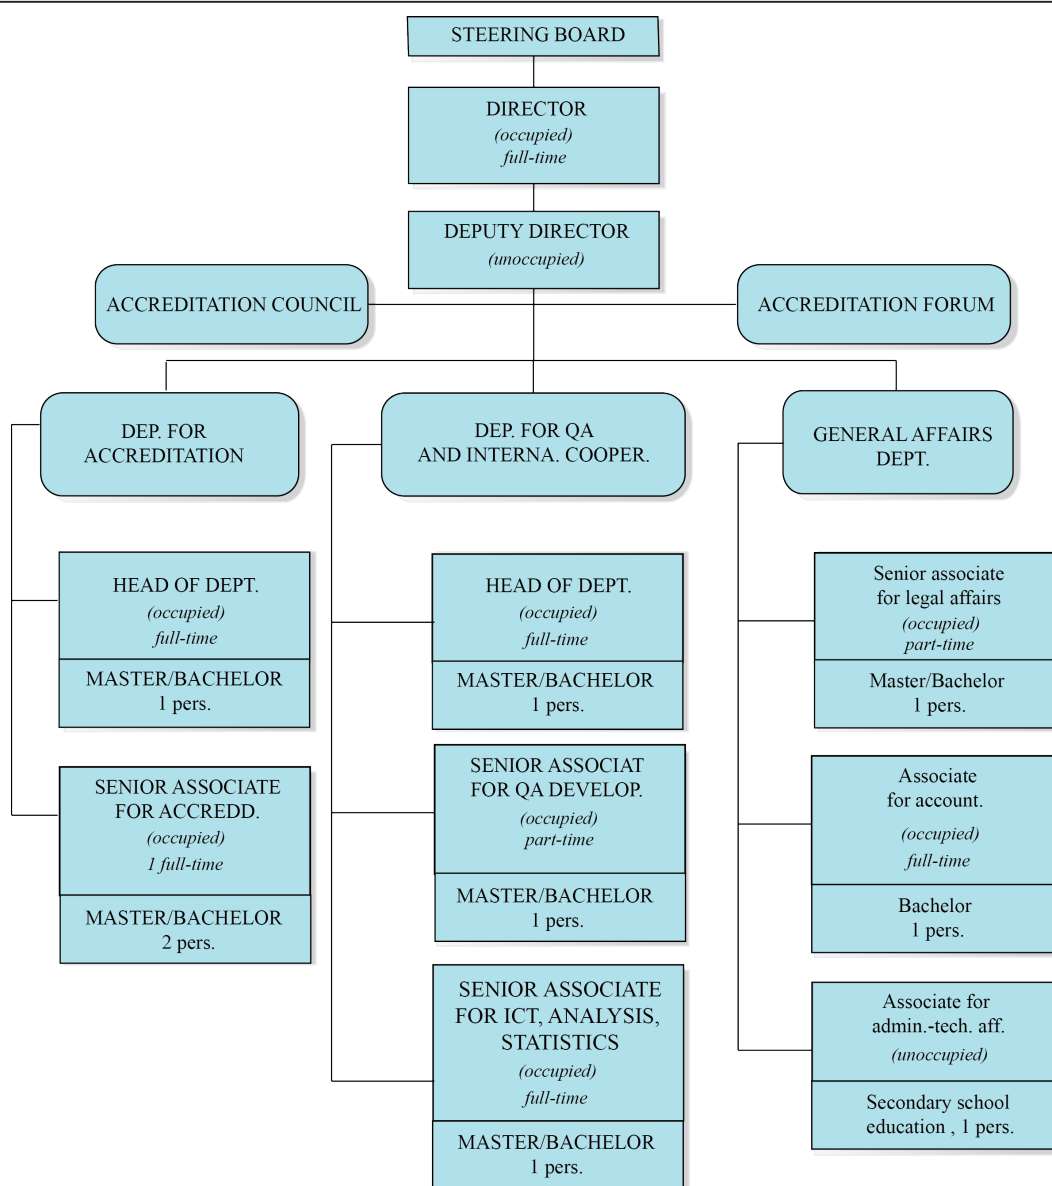 STEERING BOARD
DIRECTOR
(occupied)
full-time
DEPUTY DIRECTOR
(unoccupied)
ACCREDITATION COUNCIL
ACCREDITATION FORUM
DEP. FOR
ACCREDITATION
DEP. FOR QA
AND INTERNA. COOPER.
GENERAL AFFAIRS
DEPT.
HEAD OF DEPT.
(occupied)
full-time
MASTER/BACHELOR
1 pers.
SENIOR ASSOCIATE
FOR ACCREDD.
(occupied)
1 full-time
MASTER/BACHELOR
2 pers.
HEAD OF DEPT.
(occupied)
full-time
MASTER/BACHELOR
1 pers.
SENIOR ASSOCIAT
FOR QA DEVELOP.
(occupied)
part-time
MASTER/BACHELOR
1 pers.
SENIOR ASSOCIATE
FOR ICT, ANALYSIS,
STATISTICS
(occupied)
full-time
MASTER/BACHELOR
1 pers.
Senior associate
for legal affairs
(occupied)
part-time
Master/Bachelor
1 pers.
Associate
for account.
(occupied)
full-time
Bachelor
1 pers.
Associate for
admin.-tech. aff.
(unoccupied)
Secondary school
education , 1 pers.